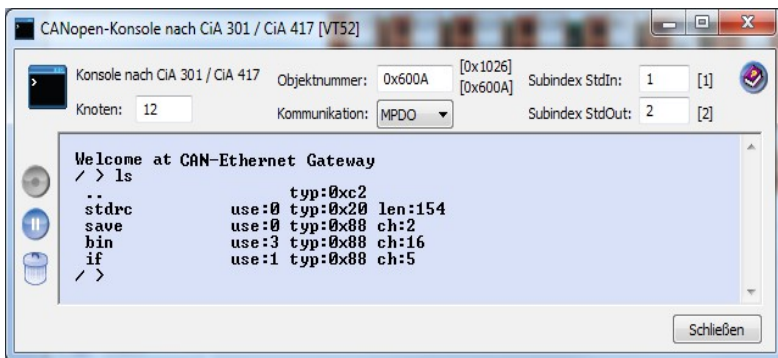 CANopen-Konsole nach CiA 301 / CiA 417 [VT52]
Konsole nach CiA 301 / CiA 417
Objektnummer: 0x600A [0x1026]
[0x600A]
Subindex StdIn: 1 [1]
Knoten: 12
Kommunikation: MPDO
Subindex StdOut: 2 [2]
Welcome at CAN-Ethernet Gateway
/ > ls
.. typ:0xc2
stdrc use:0 typ:0x20 len:154
save use:0 typ:0x88 ch:2
bin use:3 typ:0x88 ch:16
if use:1 typ:0x88 ch:5
/ >
Schließen